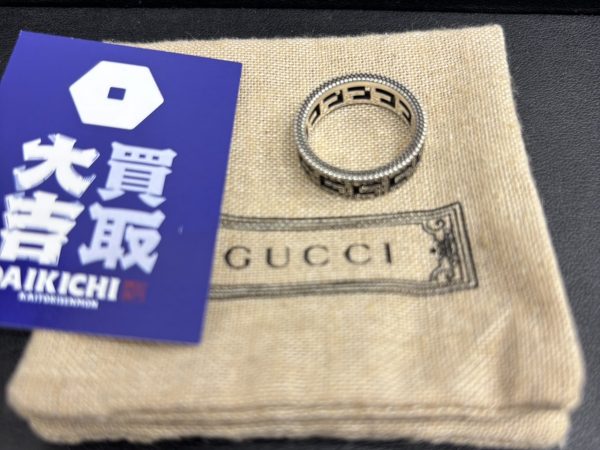 買取
大吉
DAIKICHI
KAITORISENMON
GUCCI